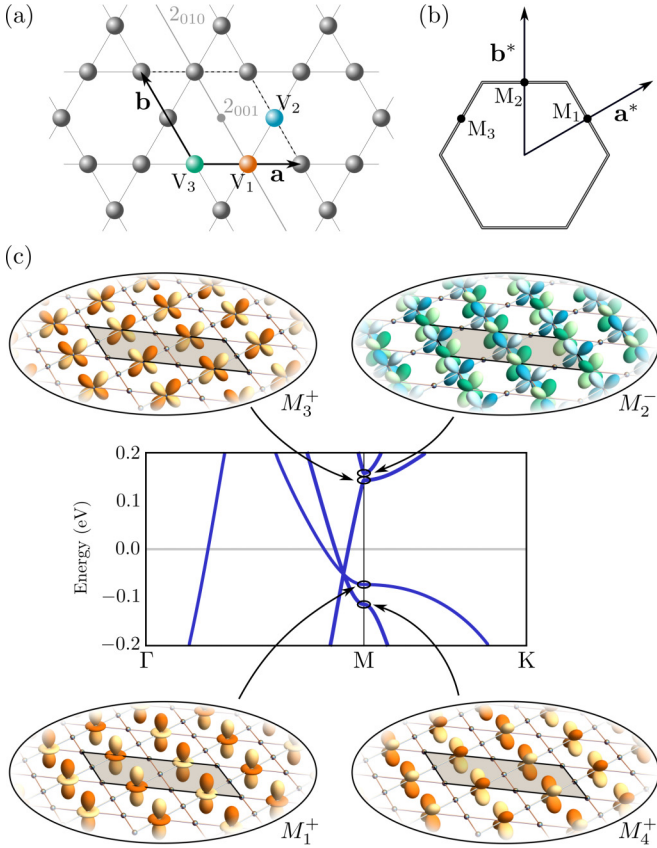 (a)
2₀₁₀
b
2₀₀₁
V₂
V₃
V₁
a
(b)
b*
M₂
M₁
a*
M₃
(c)
M₃⁺
M₂⁻
Energy (eV)
0.2
0.1
0.0
−0.1
−0.2
Γ
M
K
M₁⁺
M₄⁺